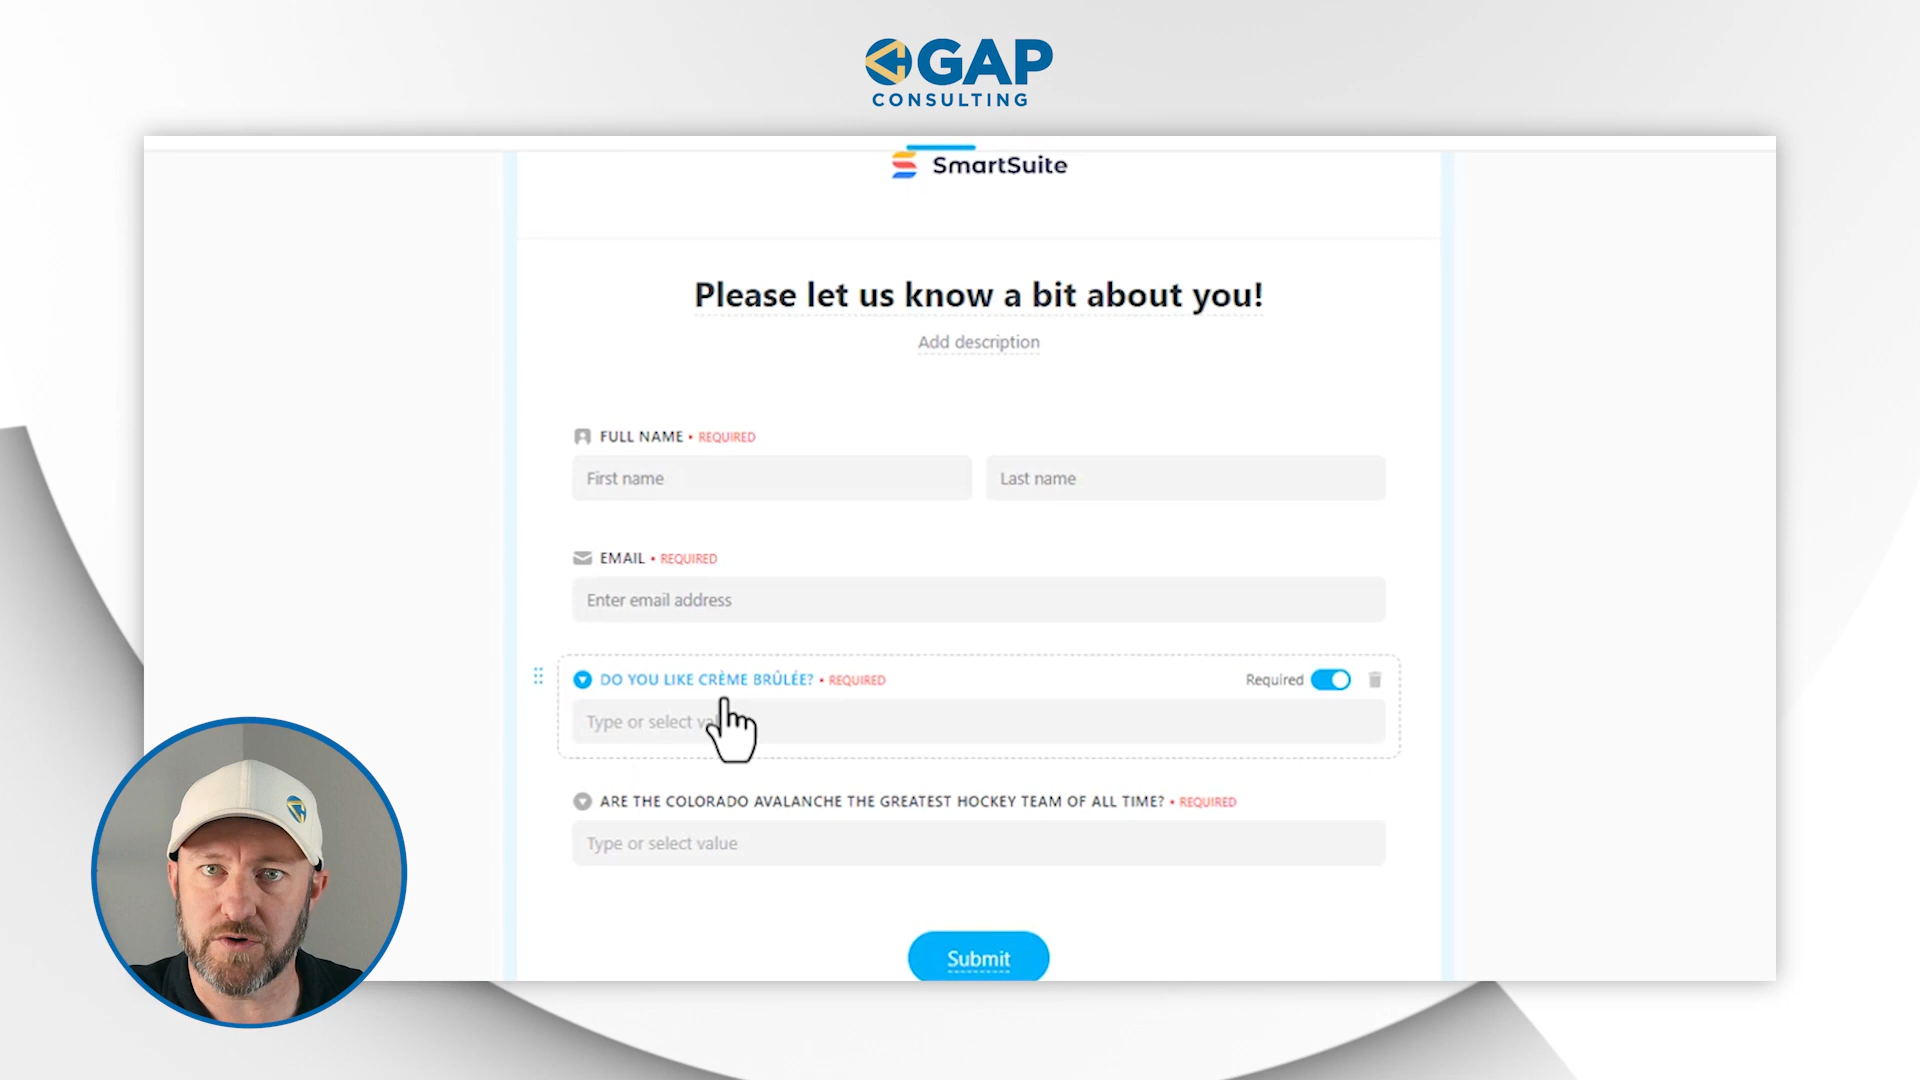 GAP
CONSULTING
SmartSuite
Please let us know a bit about you!
Add description
FULL NAME • REQUIRED
First name
Last name
EMAIL • REQUIRED
Enter email address
DO YOU LIKE CRÈME BRÛLÉE? • REQUIRED
Required
Type or select va
ARE THE COLORADO AVALANCHE THE GREATEST HOCKEY TEAM OF ALL TIME? • REQUIRED
Type or select value
Submit